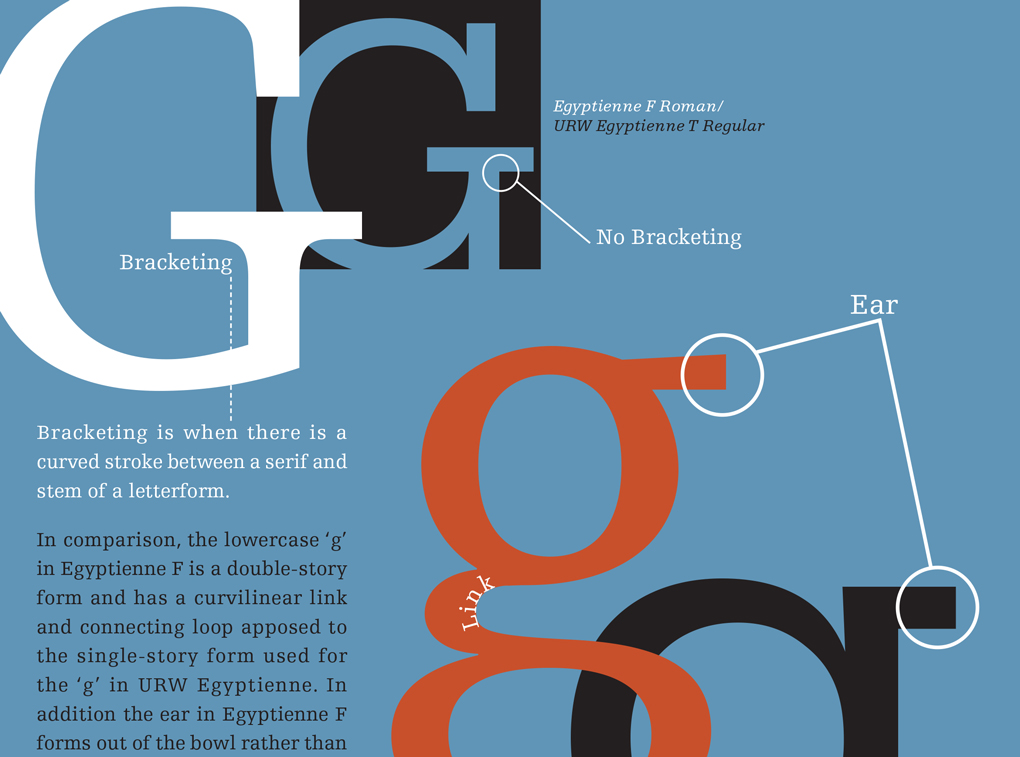 Egyptienne F Roman/
URW Egyptienne T Regular
No Bracketing
Bracketing
Ear
Bracketing is when there is a
curved stroke between a serif and
stem of a letterform.
In comparison, the lowercase ‘g’
in Egyptienne F is a double-story
form and has a curvilinear link
and connecting loop apposed to
the single-story form used for
the ‘g’ in URW Egyptienne. In
addition the ear in Egyptienne F
forms out of the bowl rather than
Link
G
G
g
g